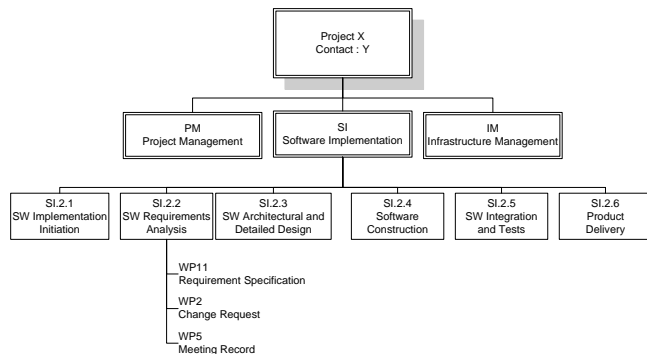 Project X
Contact : Y
PM
Project Management
SI
Software Implementation
IM
Infrastructure Management
SI.2.1
SW Implementation
Initiation
SI.2.2
SW Requirements
Analysis
SI.2.3
SW Architectural and
Detailed Design
SI.2.4
Software
Construction
SI.2.5
SW Integration
and Tests
SI.2.6
Product
Delivery
WP11
Requirement Specification
WP2
Change Request
WP5
Meeting Record